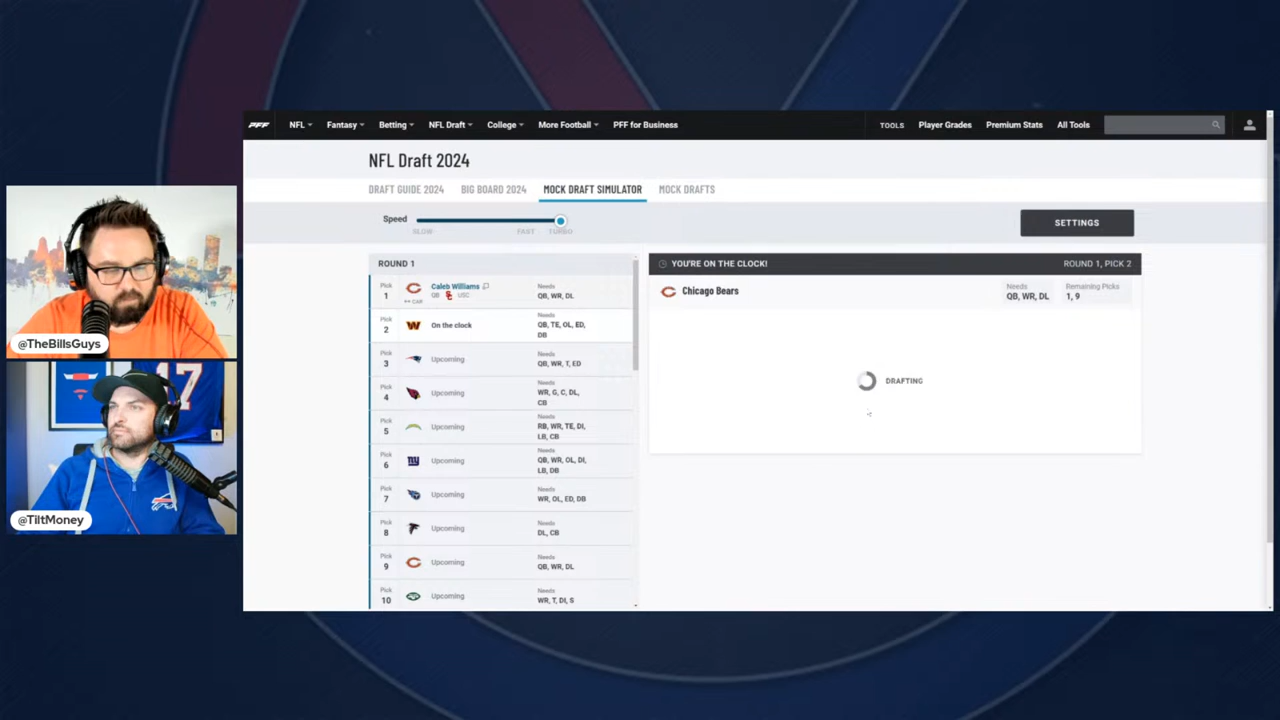 PFF
NFL
Fantasy
Betting
NFL Draft
College
More Football
PFF for Business
TOOLS
Player Grades
Premium Stats
All Tools
NFL Draft 2024
DRAFT GUIDE 2024
BIG BOARD 2024
MOCK DRAFT SIMULATOR
MOCK DRAFTS
Speed
SLOW
FAST
TURBO
SETTINGS
ROUND 1
Pick
1
CAR
Caleb Williams
QB
USC
Needs
QB, WR, DL
Pick
2
On the clock
Needs
QB, TE, OL, ED,
DB
Pick
3
Upcoming
Needs
QB, WR, T, ED
Pick
4
Upcoming
Needs
WR, G, C, DL,
CB
Pick
5
Upcoming
Needs
RB, WR, TE, DI,
LB, CB
Pick
6
ny
Upcoming
Needs
QB, WR, OL, DI,
LB, DB
Pick
7
Upcoming
Needs
WR, OL, ED, DB
Pick
8
Upcoming
Needs
DL, CB
Pick
9
Upcoming
Needs
QB, WR, DL
Pick
10
Upcoming
Needs
WR, T, DI, S
YOU'RE ON THE CLOCK!
ROUND 1, PICK 2
Chicago Bears
Needs
QB, WR, DL
Remaining Picks
1, 9
DRAFTING
@TheBillsGuys
17
@TiltMoney